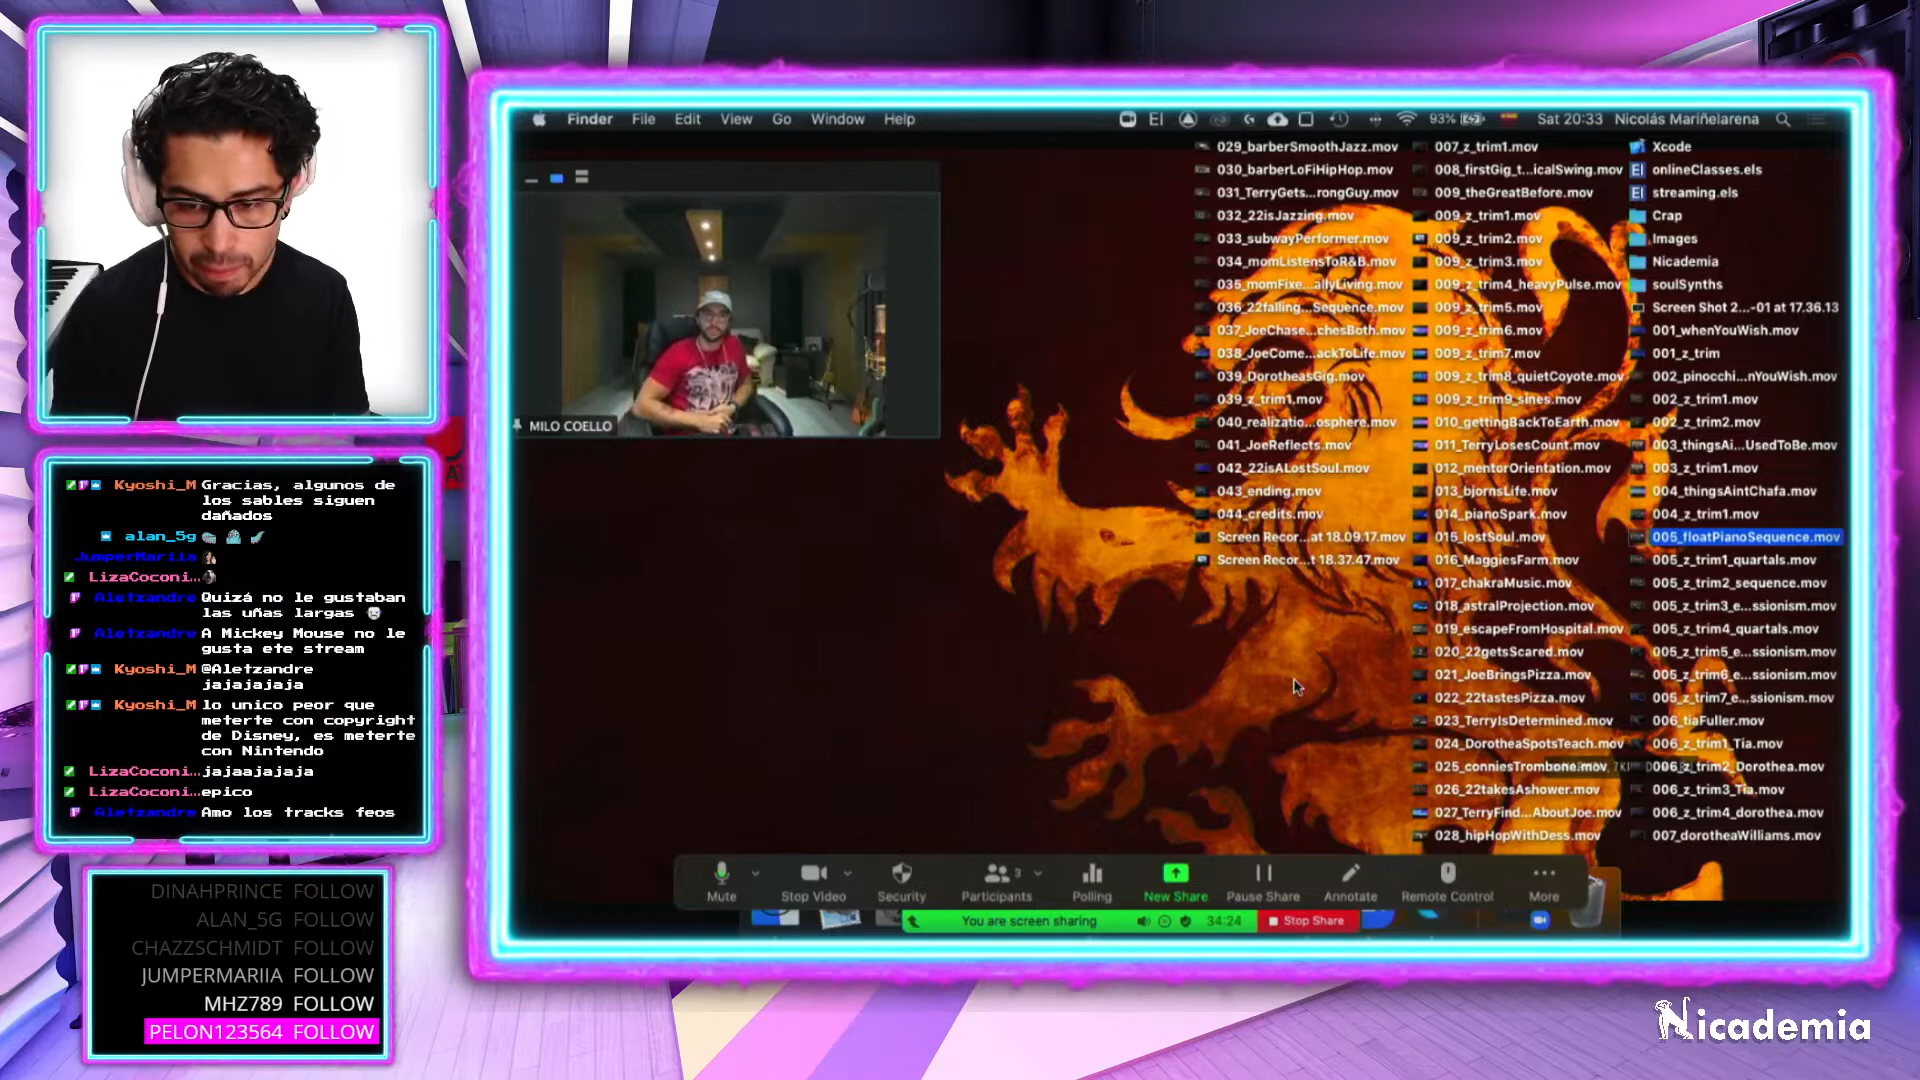 Kyoshi_M Gracias, algunos de
los sables siguen
dañados
alan_5g
JumperMariia
LizaCoconi...
Aletzandre Quizá no le gustaban
las uñas largas
Aletzandre A Mickey Mouse no le
gusta ete stream
Kyoshi_M @Aletzandre
jajajajaja
Kyoshi_M lo unico peor que
meterte con copyright
de Disney, es meterte
con Nintendo
LizaCoconi... jajaajajaja
LizaCoconi... epico
Aletzandre Amo los tracks feos
DINAHPRINCE FOLLOW
ALAN_5G FOLLOW
CHAZZSCHMIDT FOLLOW
JUMPERMARIIA FOLLOW
MHZ789 FOLLOW
PELON123564 FOLLOW
Finder File Edit View Go Window Help
93% Sat 20:33 Nicolás Mariñelarena
MILO COELLO
029_barberSmoothJazz.mov
030_barberLoFiHipHop.mov
031_TerryGets...rongGuy.mov
032_22isJazzing.mov
033_subwayPerformer.mov
034_momListensToR&B.mov
035_momFixe...allyLiving.mov
036_22falling...Sequence.mov
037_JoeChase...chesBoth.mov
038_JoeCome...ackToLife.mov
039_DorotheasGig.mov
039_z_trim1.mov
040_realizatio...osphere.mov
041_JoeReflects.mov
042_22isALostSoul.mov
043_ending.mov
044_credits.mov
Screen Recor...at 18.09.17.mov
Screen Recor...t 18.37.47.mov
007_z_trim1.mov
008_firstGig_t...icalSwing.mov
009_theGreatBefore.mov
009_z_trim1.mov
009_z_trim2.mov
009_z_trim3.mov
009_z_trim4_heavyPulse.mov
009_z_trim5.mov
009_z_trim6.mov
009_z_trim7.mov
009_z_trim8_quietCoyote.mov
009_z_trim9_sines.mov
010_gettingBackToEarth.mov
011_TerryLosesCount.mov
012_mentorOrientation.mov
013_bjornsLife.mov
014_pianoSpark.mov
015_lostSoul.mov
016_MaggiesFarm.mov
017_chakraMusic.mov
018_astralProjection.mov
019_escapeFromHospital.mov
020_22getsScared.mov
021_JoeBringsPizza.mov
022_22tastesPizza.mov
023_TerryIsDetermined.mov
024_DorotheaSpotsTeach.mov
025_conniesTrombone.mov
026_22takesAshower.mov
027_TerryFind...AboutJoe.mov
028_hipHopWithDess.mov
Xcode
onlineClasses.els
streaming.els
Crap
Images
Nicademia
soulSynths
Screen Shot 2...-01 at 17.36.13
001_whenYouWish.mov
001_z_trim
002_pinocchi...nYouWish.mov
002_z_trim1.mov
002_z_trim2.mov
003_thingsAi...UsedToBe.mov
003_z_trim1.mov
004_thingsAintChafa.mov
004_z_trim1.mov
005_floatPianoSequence.mov
005_z_trim1_quartals.mov
005_z_trim2_sequence.mov
005_z_trim3_e...ssionism.mov
005_z_trim4_quartals.mov
005_z_trim5_e...ssionism.mov
005_z_trim6_e...ssionism.mov
005_z_trim7_e...ssionism.mov
006_tiaFuller.mov
006_z_trim1_Tia.mov
006_z_trim2_Dorothea.mov
006_z_trim3_Tia.mov
006_z_trim4_dorothea.mov
007_dorotheaWilliams.mov
Mute Stop Video Security Participants 3 Polling New Share Pause Share Annotate Remote Control More
You are screen sharing 34:24 Stop Share
Nicademia